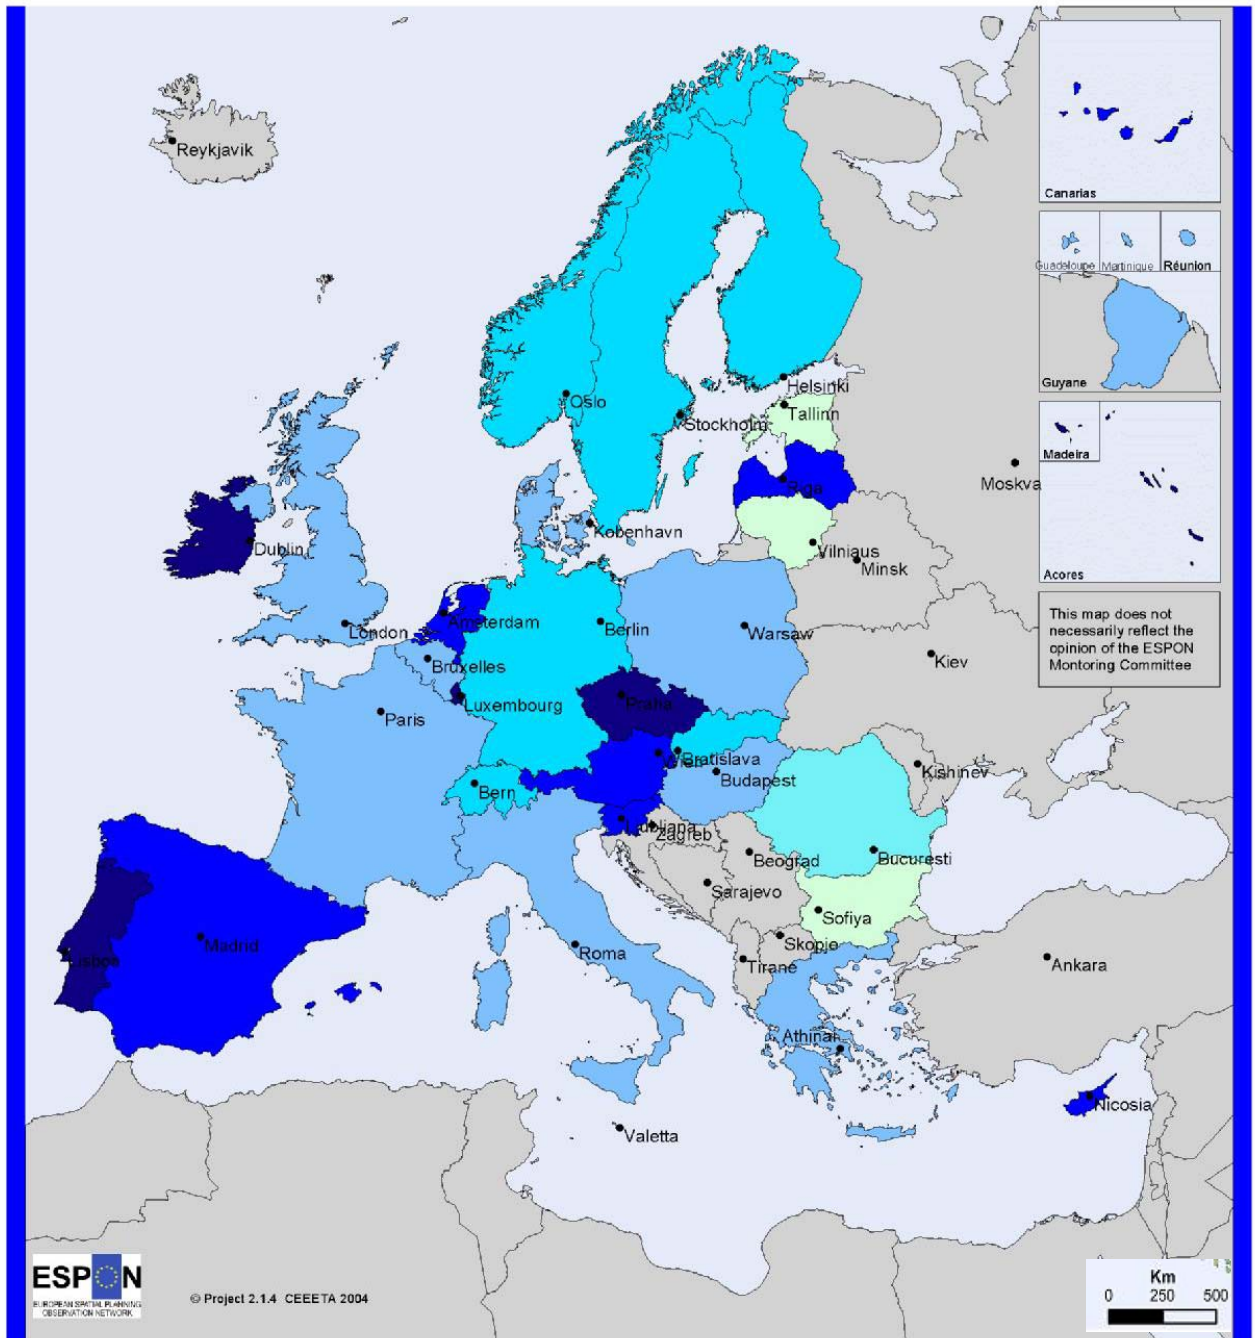 Reykjavik
Canarias
Guadeloupe
Martinique
Réunion
Guyane
Oslo
Helsinki
Stockholm
Tallinn
Madeira
Riga
Moskva
Kobenhavn
Dublin
Vilniaus
Minsk
Acores
Amsterdam
London
Berlin
Warsaw
This map does not
necessarily reflect the
opinion of the ESPON
Montoring Committee
Kiev
Bruxelles
Praha
Luxembourg
Paris
Wien
Bratislava
Kishinev
Budapest
Bern
Ljubljana
Zagreb
Beograd
Bucuresti
Sarajevo
Sofiya
Madrid
Roma
Skopje
Lisboa
Tirane
Ankara
Athinai
Nicosia
Valetta
ESPON
EUROPEAN SPATIAL PLANNING
OBSERVATION NETWORK
© Project 2.1.4 CEEETA 2004
Km
0 250 500